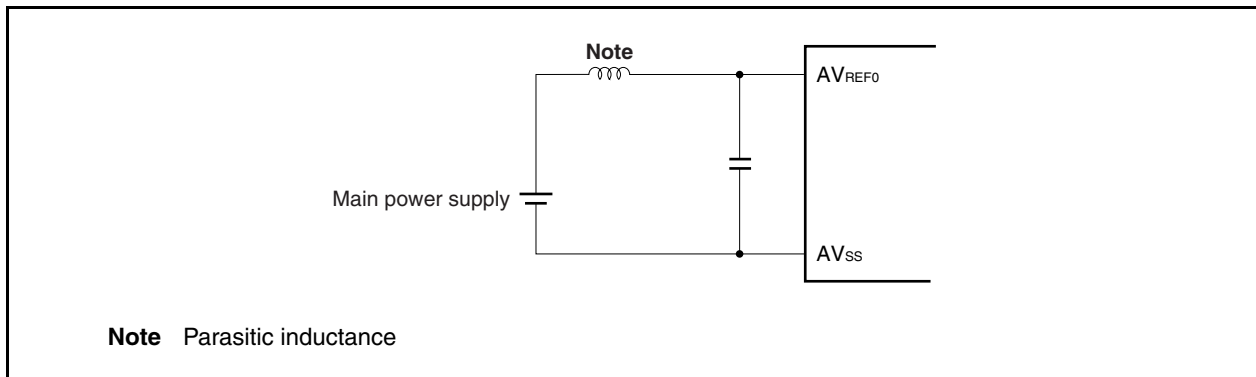 Note
AVREF0
Main power supply
AVSS
Note Parasitic inductance